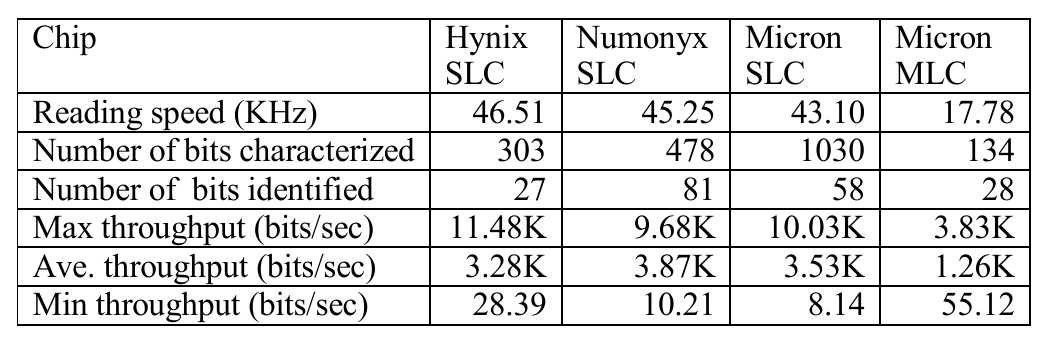 Chip Hynix SLC Numonyx SLC Micron SLC Micron MLC
Reading speed (KHz) 46.51 45.25 43.10 17.78
Number of bits characterized 303 478 1030 134
Number of bits identified 27 81 58 28
Max throughput (bits/sec) 11.48K 9.68K 10.03K 3.83K
Ave. throughput (bits/sec) 3.28K 3.87K 3.53K 1.26K
Min throughput (bits/sec) 28.39 10.21 8.14 55.12